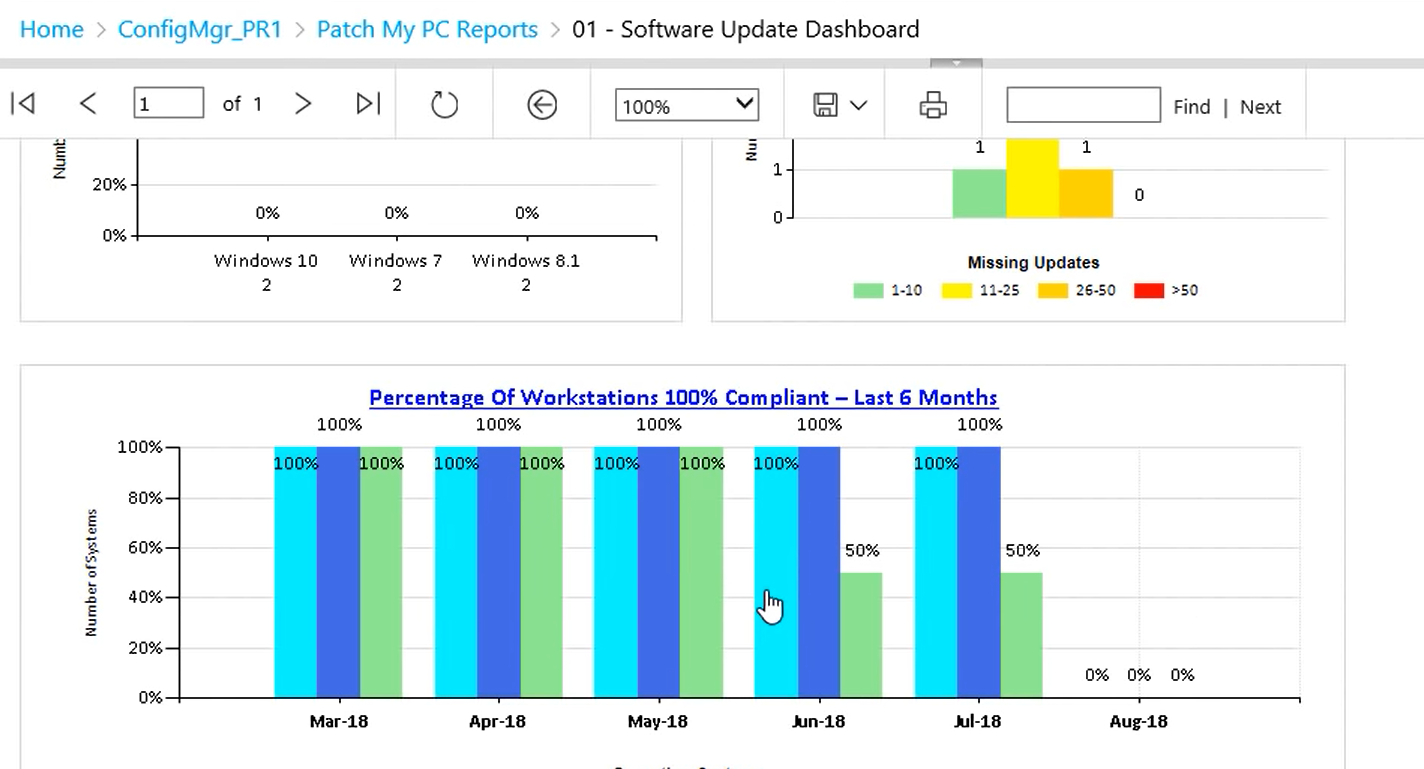 Home > ConfigMgr_PR1 > Patch My PC Reports > 01 - Software Update Dashboard
1 of 1 100% Find | Next
20%
0% 0% 0%
0%
Windows 10 Windows 7 Windows 8.1
2 2 2
1 1
1
0
0
Missing Updates
1-10 11-25 26-50 >50
Percentage Of Workstations 100% Compliant – Last 6 Months
100% 100% 100% 100% 100%
100%
100% 100% 100% 100% 100% 100% 100% 100%
80%
Number of Systems
60%
50% 50%
40%
20%
0% 0% 0%
0%
Mar-18 Apr-18 May-18 Jun-18 Jul-18 Aug-18